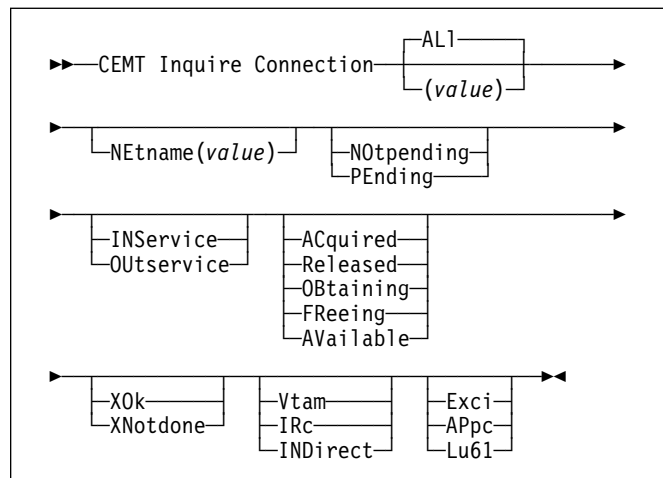 ALl
CEMT Inquire Connection
(value)
NEtname(value) NOtpending
PEnding
INService ACquired
OUtservice Released
OBtaining
FReeing
AVailable
XOk Vtam Exci
XNotdone IRc APpc
INDirect Lu61